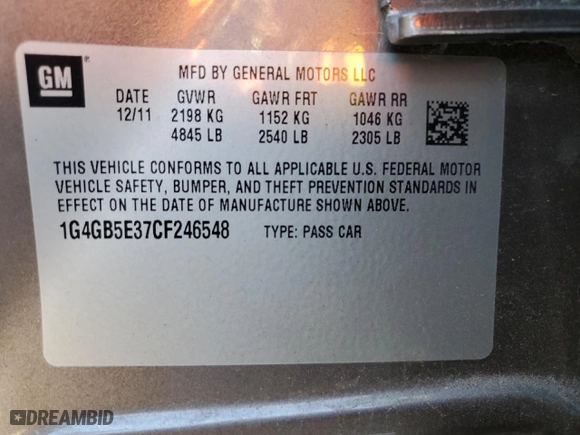 GM
MFD BY GENERAL MOTORS LLC
DATE GVWR GAWR FRT GAWR RR
12/11 2198 KG 1152 KG 1046 KG
4845 LB 2540 LB 2305 LB
THIS VEHICLE CONFORMS TO ALL APPLICABLE U.S. FEDERAL MOTOR
VEHICLE SAFETY, BUMPER, AND THEFT PREVENTION STANDARDS IN
EFFECT ON THE DATE OF MANUFACTURE SHOWN ABOVE.
1G4GB5E37CF246548 TYPE: PASS CAR
DREAMBID